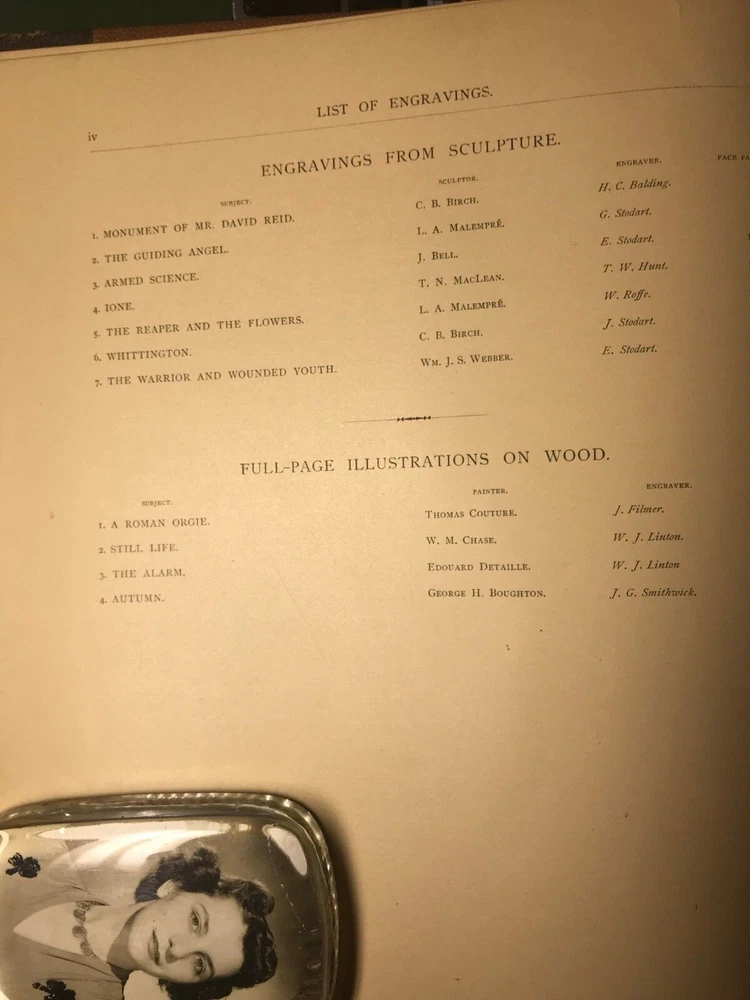 iv
LIST OF ENGRAVINGS.
ENGRAVINGS FROM SCULPTURE.
SUBJECT. SCULPTOR. ENGRAVER. FACE
1. MONUMENT OF MR. DAVID REID. C. B. BIRCH. H. C. Balding.
2. THE GUIDING ANGEL. L. A. MALEMPRÉ. G. Stodart.
3. ARMED SCIENCE. J. BELL. E. Stodart.
4. IONE. T. N. MACLEAN. T. W. Hunt.
5. THE REAPER AND THE FLOWERS. L. A. MALEMPRÉ. W. Roffe.
6. WHITTINGTON. C. B. BIRCH. J. Stodart.
7. THE WARRIOR AND WOUNDED YOUTH. WM. J. S. WEBBER. E. Stodart.
FULL-PAGE ILLUSTRATIONS ON WOOD.
SUBJECT. PAINTER. ENGRAVER.
1. A ROMAN ORGIE. THOMAS COUTURE. J. Filmer.
2. STILL LIFE. W. M. CHASE. W. J. Linton.
3. THE ALARM. EDOUARD DETAILLE. W. J. Linton
4. AUTUMN. GEORGE H. BOUGHTON. J. G. Smithwick.